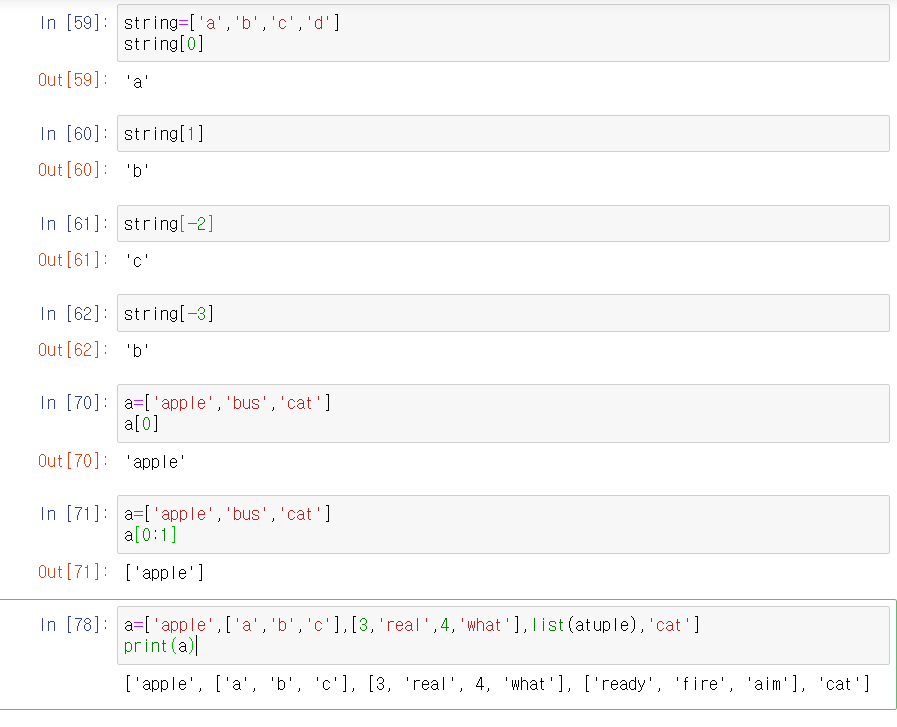 In [59]: string=['a','b','c','d']
string[0]
Out[59]: 'a'
In [60]: string[1]
Out[60]: 'b'
In [61]: string[-2]
Out[61]: 'c'
In [62]: string[-3]
Out[62]: 'b'
In [70]: a=['apple','bus','cat']
a[0]
Out[70]: 'apple'
In [71]: a=['apple','bus','cat']
a[0:1]
Out[71]: ['apple']
In [78]: a=['apple',['a','b','c'],[3,'real',4,'what'],list(atuple),'cat']
print(a)
['apple', ['a', 'b', 'c'], [3, 'real', 4, 'what'], ['ready', 'fire', 'aim'], 'cat']